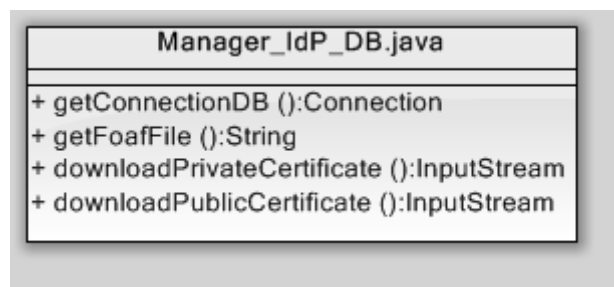 Manager_IdP_DB.java
+ getConnectionDB ():Connection
+ getFoafFile ():String
+ downloadPrivateCertificate ():InputStream
+ downloadPublicCertificate ():InputStream